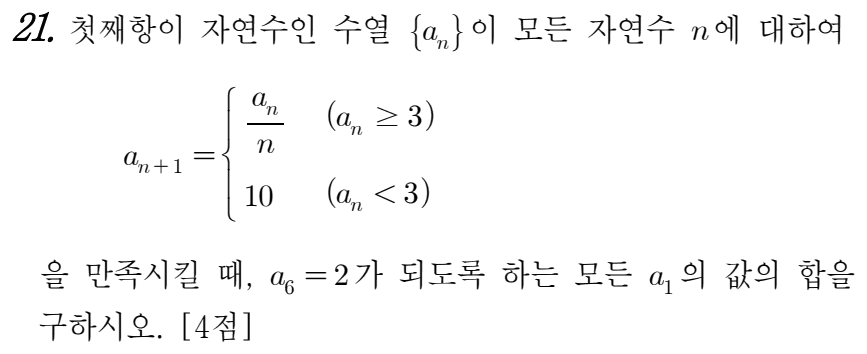 21. 첫째항이 자연수인 수열 {aₙ}이 모든 자연수 n에 대하여
aₙ₊₁ = { aₙ/n (aₙ ≥ 3)
10 (aₙ < 3)
을 만족시킬 때, a₆ = 2가 되도록 하는 모든 a₁의 값의 합을
구하시오. [4점]